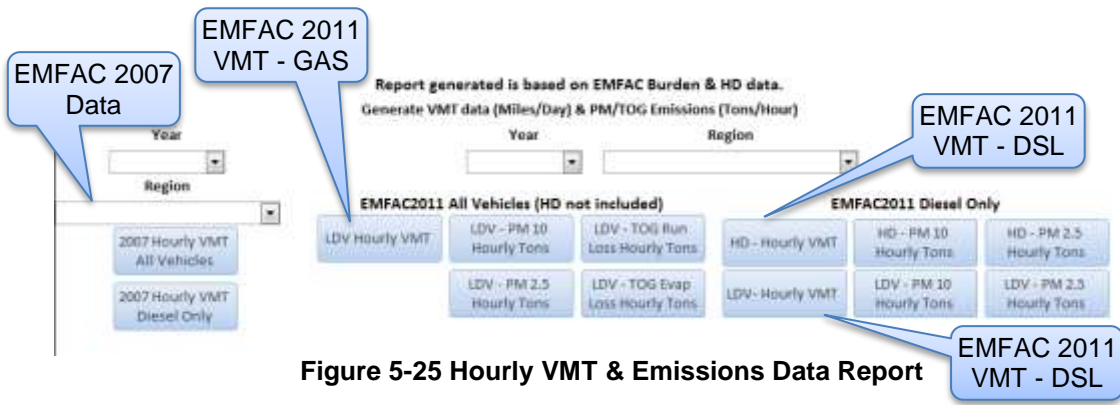 EMFAC 2007
Data
EMFAC 2011
VMT - GAS
Report generated is based on EMFAC Burden & HD data.
Generate VMT data (Miles/Day) & PM/TOG Emissions (Tons/Hour)
EMFAC 2011
VMT - DSL
Year
Region
Year
Region
EMFAC2011 All Vehicles (HD not included)
EMFAC2011 Diesel Only
2007 Hourly VMT
All Vehicles
2007 Hourly VMT
Diesel Only
LDV Hourly VMT
LDV - PM 10
Hourly Tons
LDV - TOG Run
Loss Hourly Tons
HD - Hourly VMT
HD - PM 10
Hourly Tons
HD - PM 2.5
Hourly Tons
LDV - PM 2.5
Hourly Tons
LDV - TOG Evap
Loss Hourly Tons
LDV- Hourly VMT
LDV - PM 10
Hourly Tons
LDV - PM 2.5
Hourly Tons
EMFAC 2011
VMT - DSL
Figure 5-25 Hourly VMT & Emissions Data Report